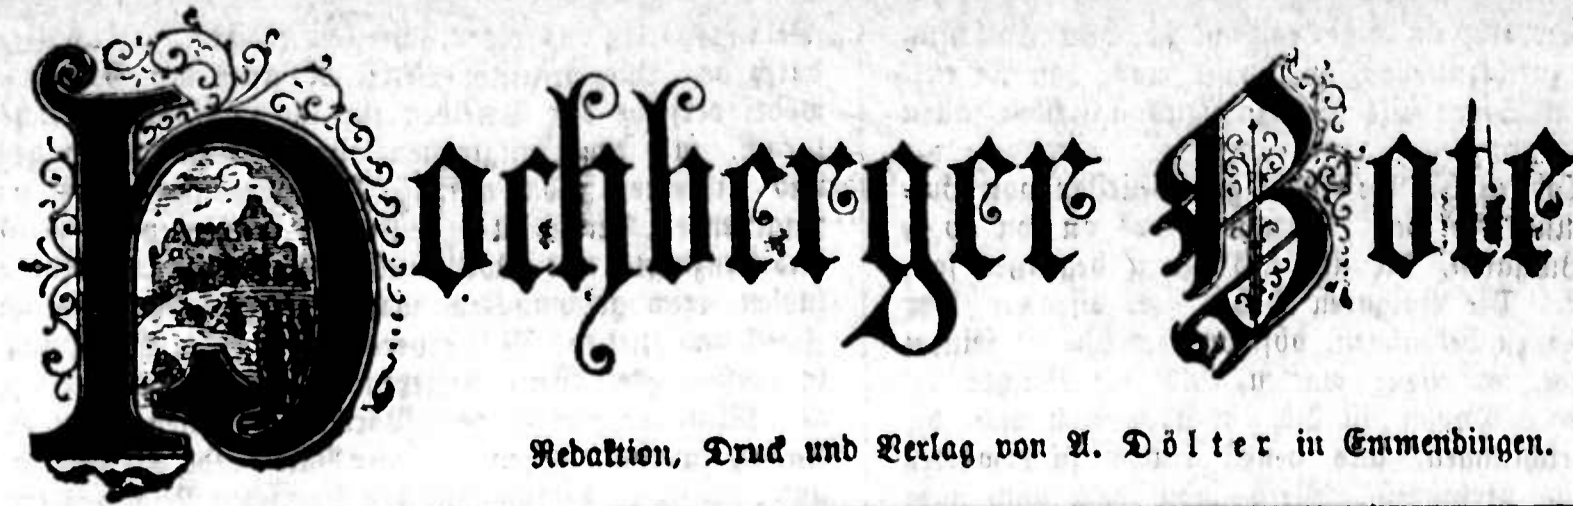 Hochberger Bote
Redaktion, Druck und Verlag von A. Dölter in Emmendingen.